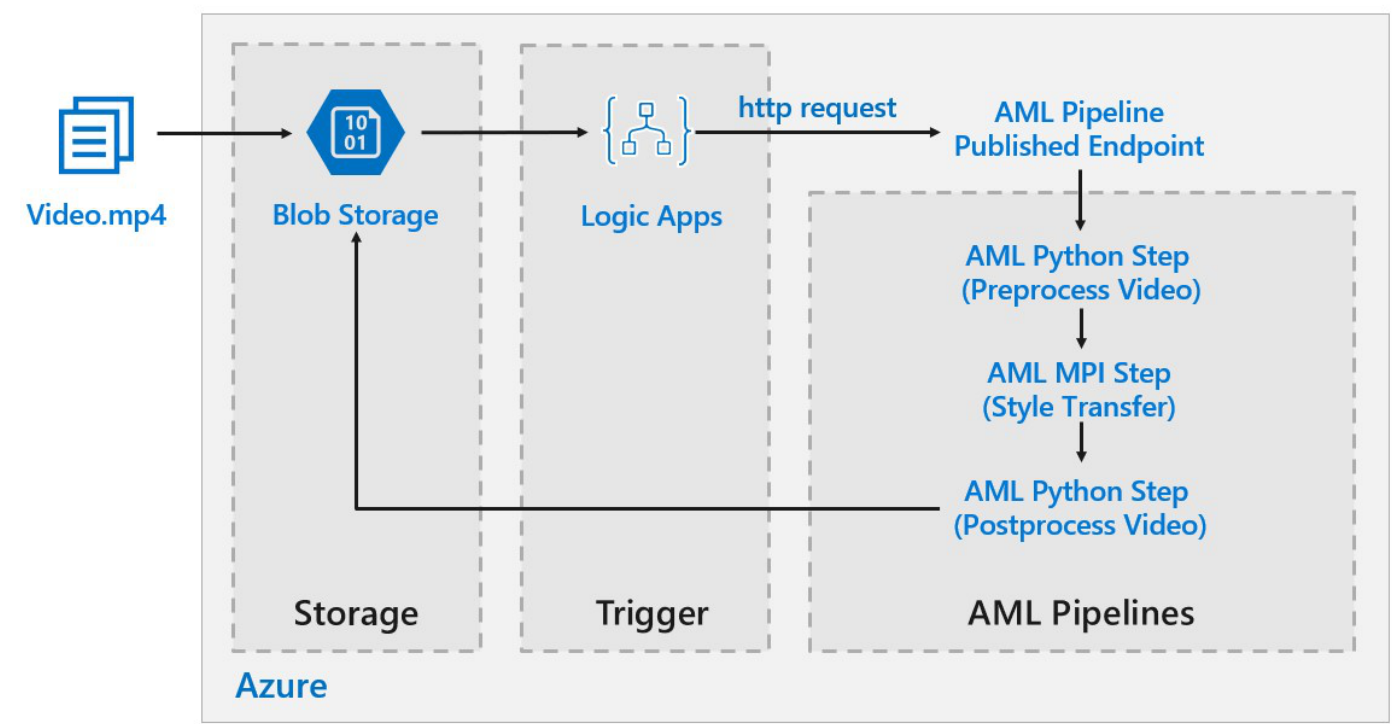 Video.mp4
10
01
Blob Storage
Logic Apps
http request
AML Pipeline
Published Endpoint
AML Python Step
(Preprocess Video)
AML MPI Step
(Style Transfer)
AML Python Step
(Postprocess Video)
Storage
Trigger
AML Pipelines
Azure